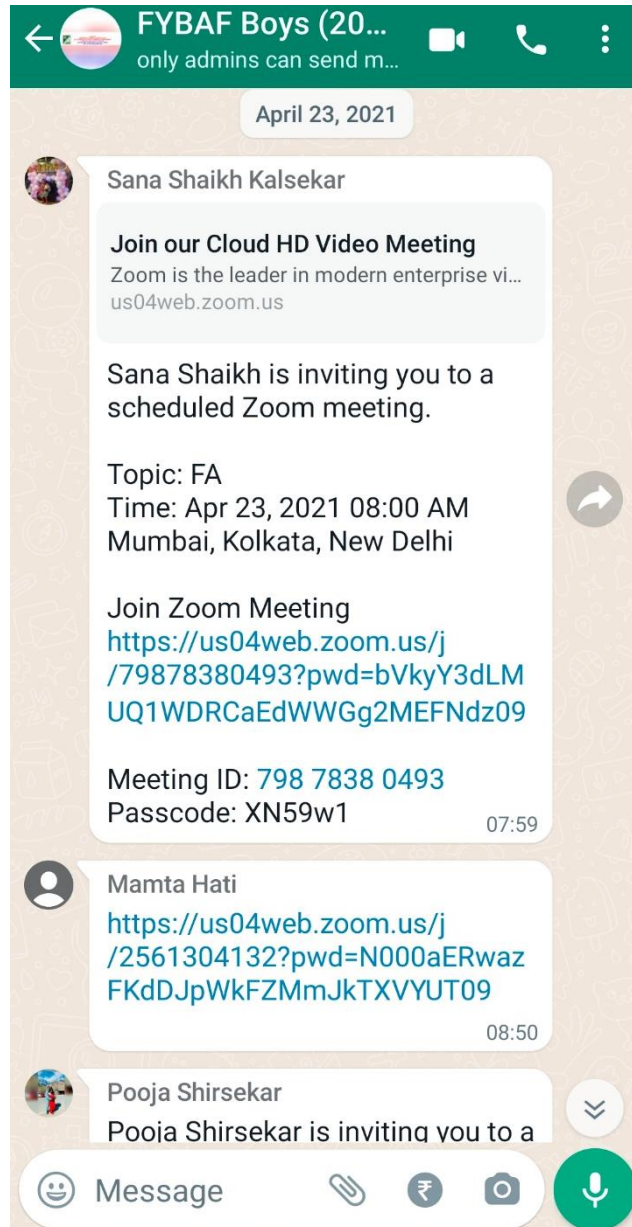 FYBAF Boys (20...
only admins can send m...
April 23, 2021
Sana Shaikh Kalsekar
Join our Cloud HD Video Meeting
Zoom is the leader in modern enterprise vi...
us04web.zoom.us
Sana Shaikh is inviting you to a
scheduled Zoom meeting.
Topic: FA
Time: Apr 23, 2021 08:00 AM
Mumbai, Kolkata, New Delhi
Join Zoom Meeting
https://us04web.zoom.us/j
/79878380493?pwd=bVkyY3dLM
UQ1WDRCaEdWWGg2MEFNdz09
Meeting ID: 798 7838 0493
Passcode: XN59w1
07:59
Mamta Hati
https://us04web.zoom.us/j
/2561304132?pwd=N000aERwaz
FKdDJpWkFZMmJkTXVYUT09
08:50
Pooja Shirsekar
Pooja Shirsekar is inviting you to a
Message
₹